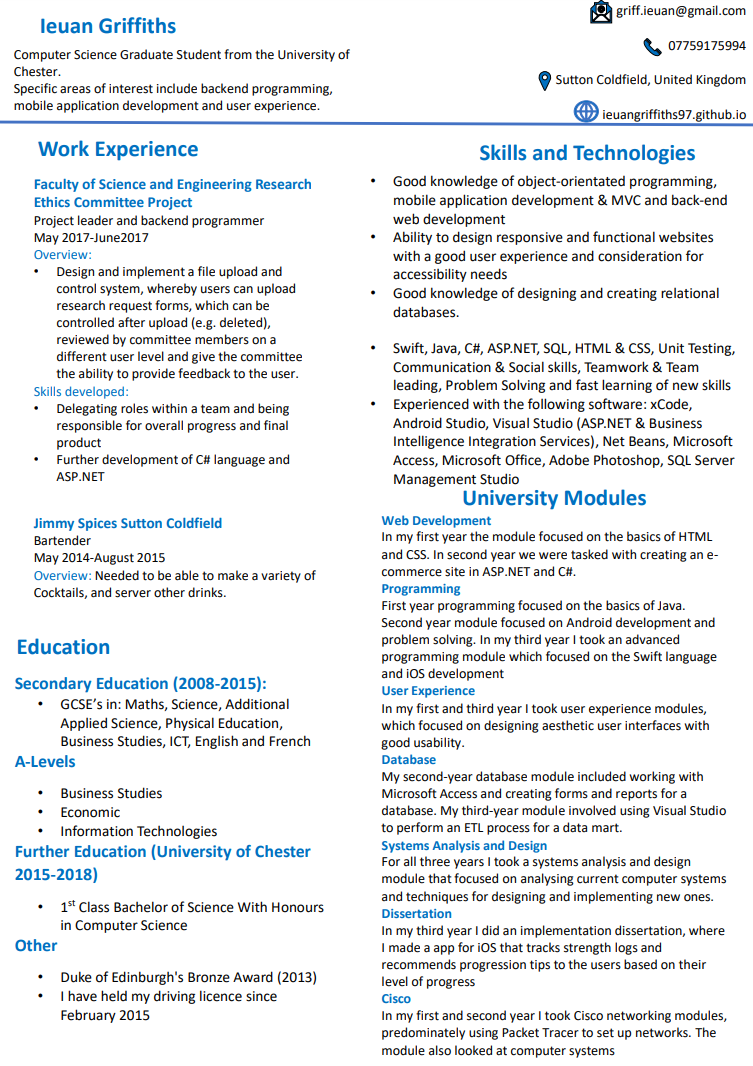 Ieuan Griffiths
Computer Science Graduate Student from the University of
Chester.
Specific areas of interest include backend programming,
mobile application development and user experience.
griff.ieuan@gmail.com
07759175994
Sutton Coldfield, United Kingdom
ieuangriffiths97.github.io
Work Experience
Faculty of Science and Engineering Research
Ethics Committee Project
Project leader and backend programmer
May 2017-June2017
Overview:
• Design and implement a file upload and
control system, whereby users can upload
research request forms, which can be
controlled after upload (e.g. deleted),
reviewed by committee members on a
different user level and give the committee
the ability to provide feedback to the user.
Skills developed:
• Delegating roles within a team and being
responsible for overall progress and final
product
• Further development of C# language and
ASP.NET
Jimmy Spices Sutton Coldfield
Bartender
May 2014-August 2015
Overview: Needed to be able to make a variety of
Cocktails, and server other drinks.
Education
Secondary Education (2008-2015):
• GCSE's in: Maths, Science, Additional
Applied Science, Physical Education,
Business Studies, ICT, English and French
A-Levels
• Business Studies
• Economic
• Information Technologies
Further Education (University of Chester
2015-2018)
• 1st Class Bachelor of Science With Honours
in Computer Science
Other
• Duke of Edinburgh's Bronze Award (2013)
• I have held my driving licence since
February 2015
Skills and Technologies
• Good knowledge of object-orientated programming,
mobile application development & MVC and back-end
web development
• Ability to design responsive and functional websites
with a good user experience and consideration for
accessibility needs
• Good knowledge of designing and creating relational
databases.
• Swift, Java, C#, ASP.NET, SQL, HTML & CSS, Unit Testing,
Communication & Social skills, Teamwork & Team
leading, Problem Solving and fast learning of new skills
• Experienced with the following software: xCode,
Android Studio, Visual Studio (ASP.NET & Business
Intelligence Integration Services), Net Beans, Microsoft
Access, Microsoft Office, Adobe Photoshop, SQL Server
Management Studio
University Modules
Web Development
In my first year the module focused on the basics of HTML
and CSS. In second year we were tasked with creating an e-
commerce site in ASP.NET and C#.
Programming
First year programming focused on the basics of Java.
Second year module focused on Android development and
problem solving. In my third year I took an advanced
programming module which focused on the Swift language
and iOS development
User Experience
In my first and third year I took user experience modules,
which focused on designing aesthetic user interfaces with
good usability.
Database
My second-year database module included working with
Microsoft Access and creating forms and reports for a
database. My third-year module involved using Visual Studio
to perform an ETL process for a data mart.
Systems Analysis and Design
For all three years I took a systems analysis and design
module that focused on analysing current computer systems
and techniques for designing and implementing new ones.
Dissertation
In my third year I did an implementation dissertation, where
I made a app for iOS that tracks strength logs and
recommends progression tips to the users based on their
level of progress
Cisco
In my first and second year I took Cisco networking modules,
predominately using Packet Tracer to set up networks. The
module also looked at computer systems